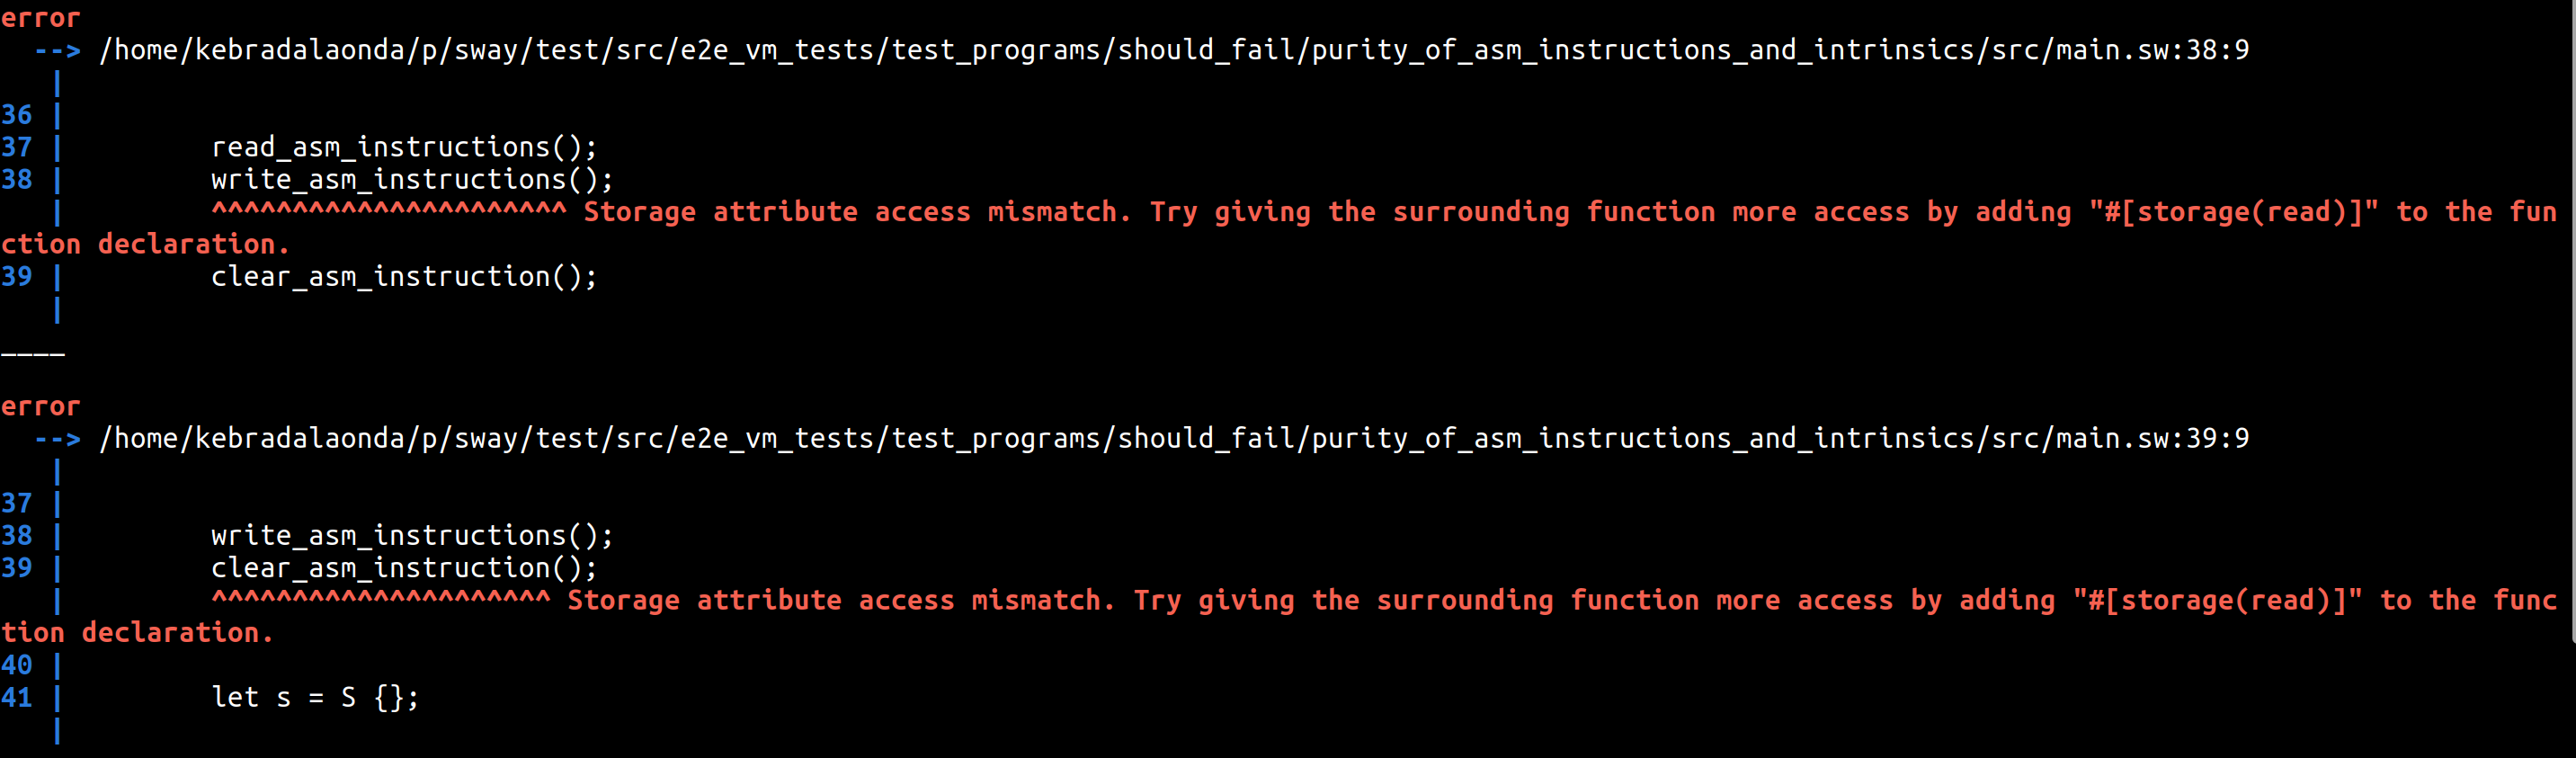 error
  --> /home/kebradalaonda/p/sway/test/src/e2e_vm_tests/test_programs/should_fail/purity_of_asm_instructions_and_intrinsics/src/main.sw:38:9
   |
36 |
37 |         read_asm_instructions();
38 |         write_asm_instructions();
   |         ^^^^^^^^^^^^^^^^^^^^^^ Storage attribute access mismatch. Try giving the surrounding function more access by adding "#[storage(read)]" to the fun
ction declaration.
39 |         clear_asm_instruction();
   |
____
error
  --> /home/kebradalaonda/p/sway/test/src/e2e_vm_tests/test_programs/should_fail/purity_of_asm_instructions_and_intrinsics/src/main.sw:39:9
   |
37 |
38 |         write_asm_instructions();
39 |         clear_asm_instruction();
   |         ^^^^^^^^^^^^^^^^^^^^^ Storage attribute access mismatch. Try giving the surrounding function more access by adding "#[storage(read)]" to the func
tion declaration.
40 |
41 |         let s = S {};
   |